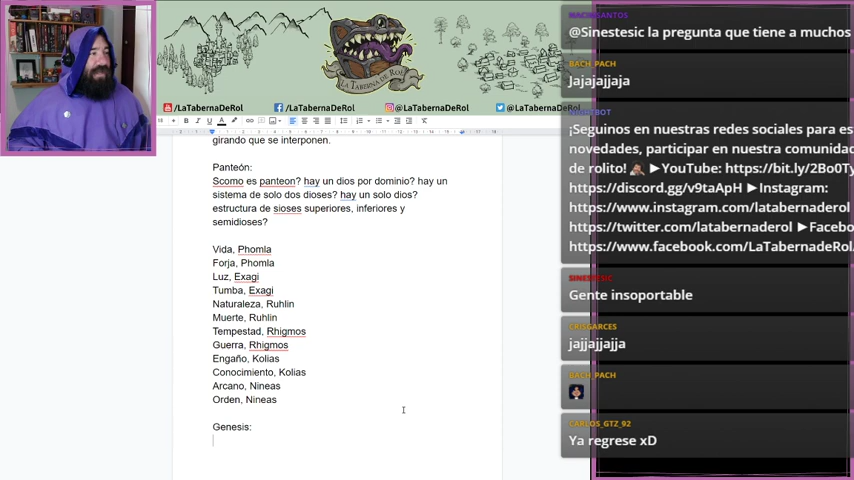 LA TABERNA DE ROL
/LaTabernaDeRol
/LaTabernaDeRol
@LaTabernaDeRol
@LaTabernaDeRol
girando que se interponen.
Panteón:
Scomo es panteon? hay un dios por dominio? hay un
sistema de solo dos dioses? hay un solo dios?
estructura de sioses superiores, inferiores y
semidioses?
Vida, Phomla
Forja, Phomla
Luz, Exagi
Tumba, Exagi
Naturaleza, Ruhlin
Muerte, Ruhlin
Tempestad, Rhigmos
Guerra, Rhigmos
Engaño, Kolias
Conocimiento, Kolias
Arcano, Nineas
Orden, Nineas
Genesis:
@Sinestesic la pregunta que tiene a muchos
BACH_PACH
Jajajajjaja
¡Seguinos en nuestras redes sociales para es
novedades, participar en nuestra comunidad
de rolito! ►YouTube: https://bit.ly/2Bo0Ty
https://discord.gg/v9taApH ►Instagram:
https://www.instagram.com/latabernaderol
https://twitter.com/latabernaderol ►Facebo
https://www.facebook.com/LaTabernaDeRol/
SINESTESIC
Gente insoportable
CRISGARCES
jajjajjajja
BACH_PACH
CARLOS_GTZ_92
Ya regrese xD